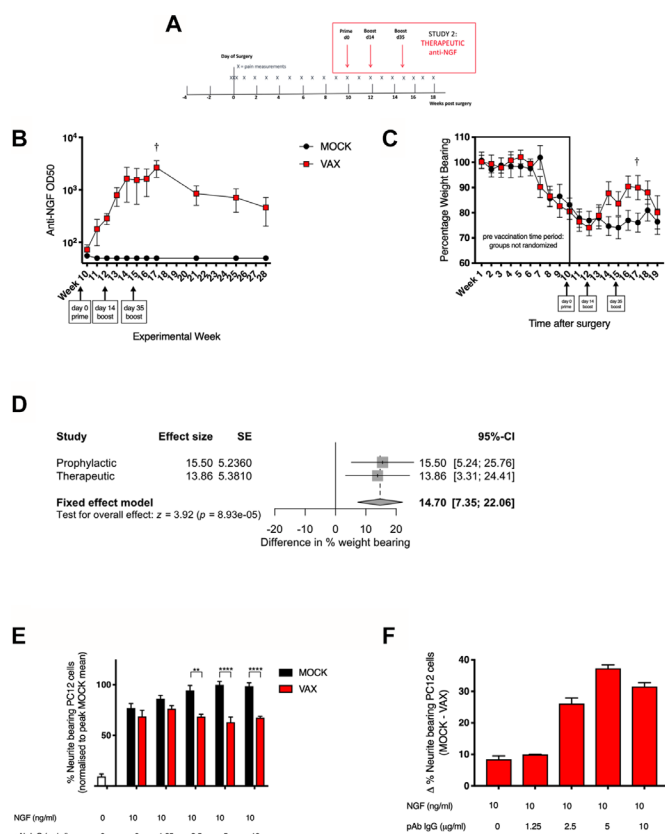 A
Prime
d0
Boost
d14
Boost
d35
STUDY 2:
THERAPEUTIC
anti-NGF
Day of Surgery
X = pain measurements
-4 -2 0 2 4 6 8 10 12 14 16 18
Weeks post surgery
B
MOCK
VAX
†
Anti-NGF OD50
10^4
10^3
10^2
Week 10 11 12 13 14 15 16 17 18 19 20 21 22 23 24 25 26 27 28
day 0
prime
day 14
boost
day 35
boost
Experimental Week
C
†
Percentage Weight Bearing
110
100
90
80
70
60
pre vaccination time period:
groups not randomized
Week 1 2 3 4 5 6 7 8 9 10 11 12 13 14 15 16 17 18 19
day 0
prime
day 14
boost
day 35
boost
Time after surgery
D
Study Effect size SE 95%-CI
Prophylactic 15.50 5.2360 15.50 [5.24; 25.76]
Therapeutic 13.86 5.3810 13.86 [3.31; 24.41]
Fixed effect model 14.70 [7.35; 22.06]
Test for overall effect: z = 3.92 (p = 8.93e-05)
-20 -10 0 10 20
Difference in % weight bearing
E
% Neurite bearing PC12 cells
(normalised to peak MOCK mean)
100
50
** **** ****
MOCK
VAX
NGF (ng/ml) 0 10 10 10 10 10
F
Δ % Neurite bearing PC12 cells
(MOCK - VAX)
40
30
20
10
0
NGF (ng/ml) 10 10 10 10 10
pAb IgG (μg/ml) 0 1.25 2.5 5 10